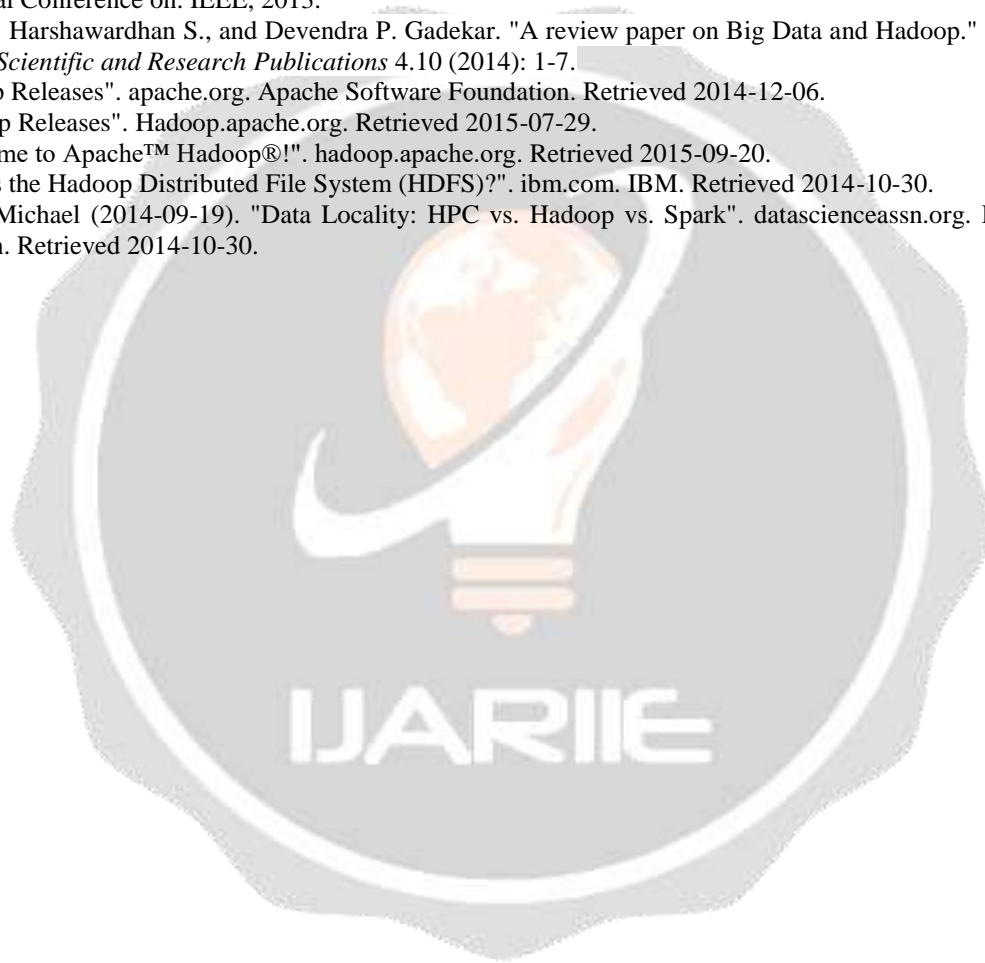 al Conference on. IEEE, 2013.
Harshawardhan S., and Devendra P. Gadekar. "A review paper on Big Data and Hadoop."
Scientific and Research Publications 4.10 (2014): 1-7.
p Releases". apache.org. Apache Software Foundation. Retrieved 2014-12-06.
p Releases". Hadoop.apache.org. Retrieved 2015-07-29.
me to Apache™ Hadoop®!". hadoop.apache.org. Retrieved 2015-09-20.
s the Hadoop Distributed File System (HDFS)?". ibm.com. IBM. Retrieved 2014-10-30.
Michael (2014-09-19). "Data Locality: HPC vs. Hadoop vs. Spark". datascienceassn.org.
. Retrieved 2014-10-30.
IJARIIE